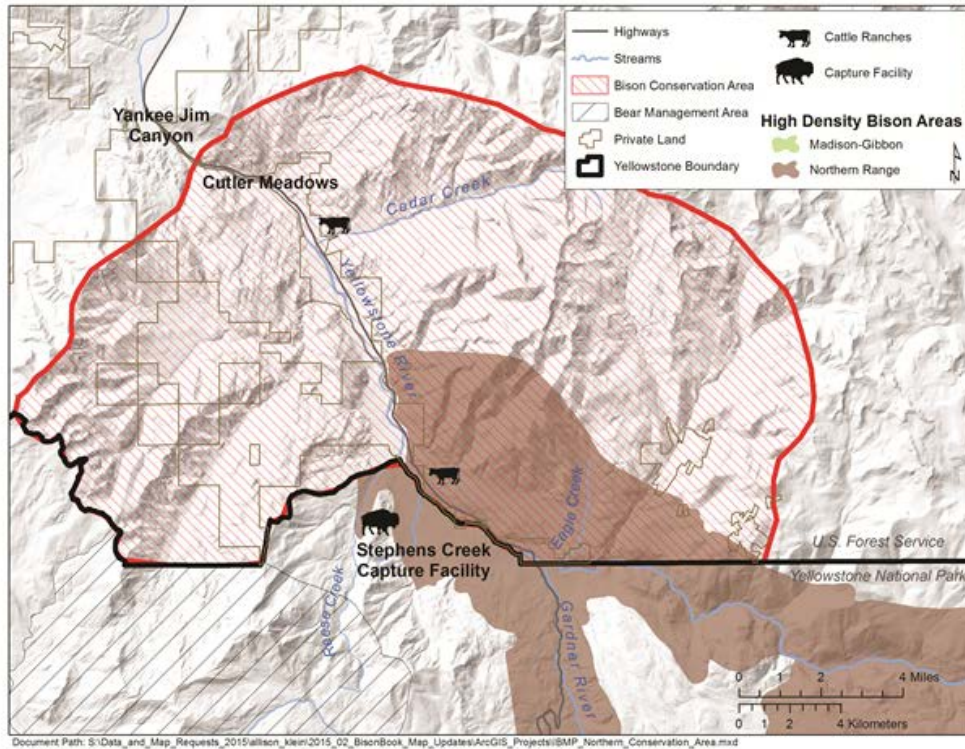 Highways
Streams
Bison Conservation Area
Bear Management Area
Private Land
Yellowstone Boundary
Cattle Ranches
Capture Facility
High Density Bison Areas
Madison-Gibbon
Northern Range
N
Yankee Jim
Canyon
Cutler Meadows
Cadar Creek
Yellowstone River
Eagle Creek
Stephens Creek
Capture Facility
Reese Creek
Gardner River
U.S. Forest Service
Yellowstone National Park
0 1 2 4 Miles
0 2 4 Kilometers
Document Path: S:\Data_and_Map_Requests_2015\allison_klein\2015_02_BisonBook_Map_Updates\ArcGIS_Projects\IBMP_Northern_Conservation_Area.mxd